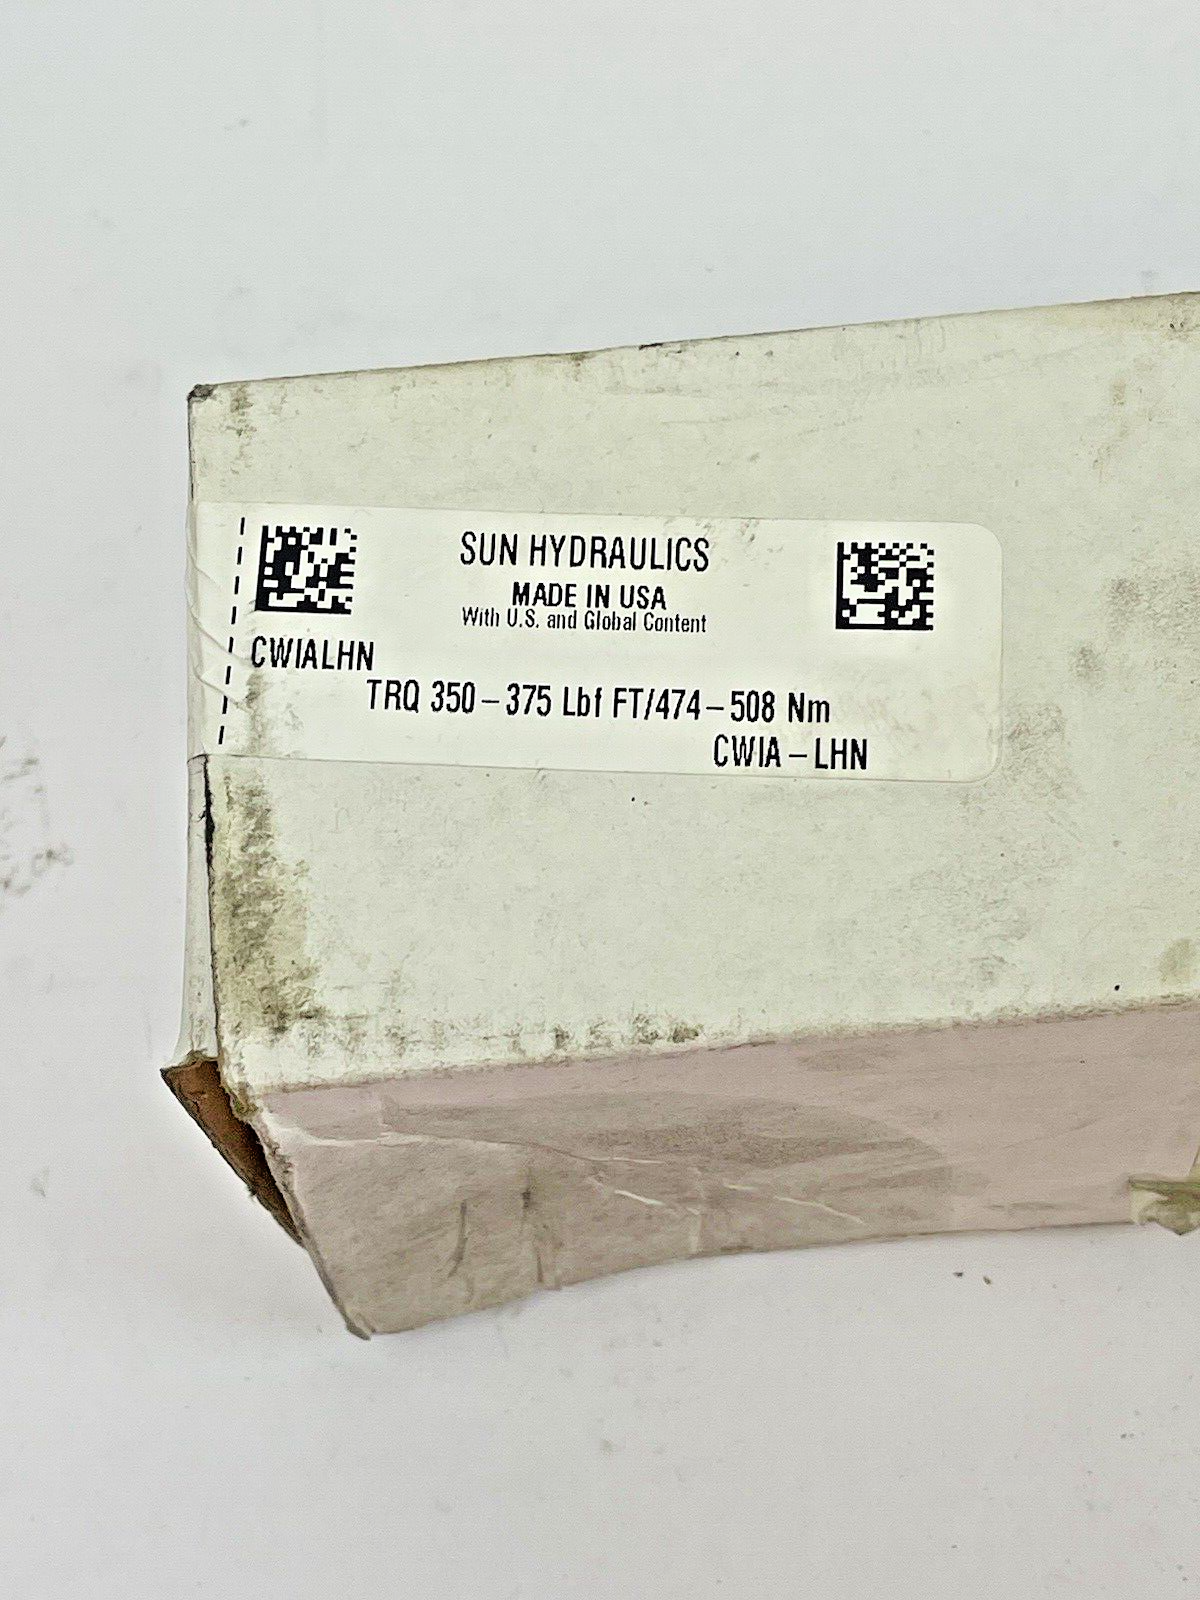 SUN HYDRAULICS
MADE IN USA
With U.S. and Global Content
CWIALHN
TRQ 350-375 Lbf FT/474-508 Nm
CWIA-LHN